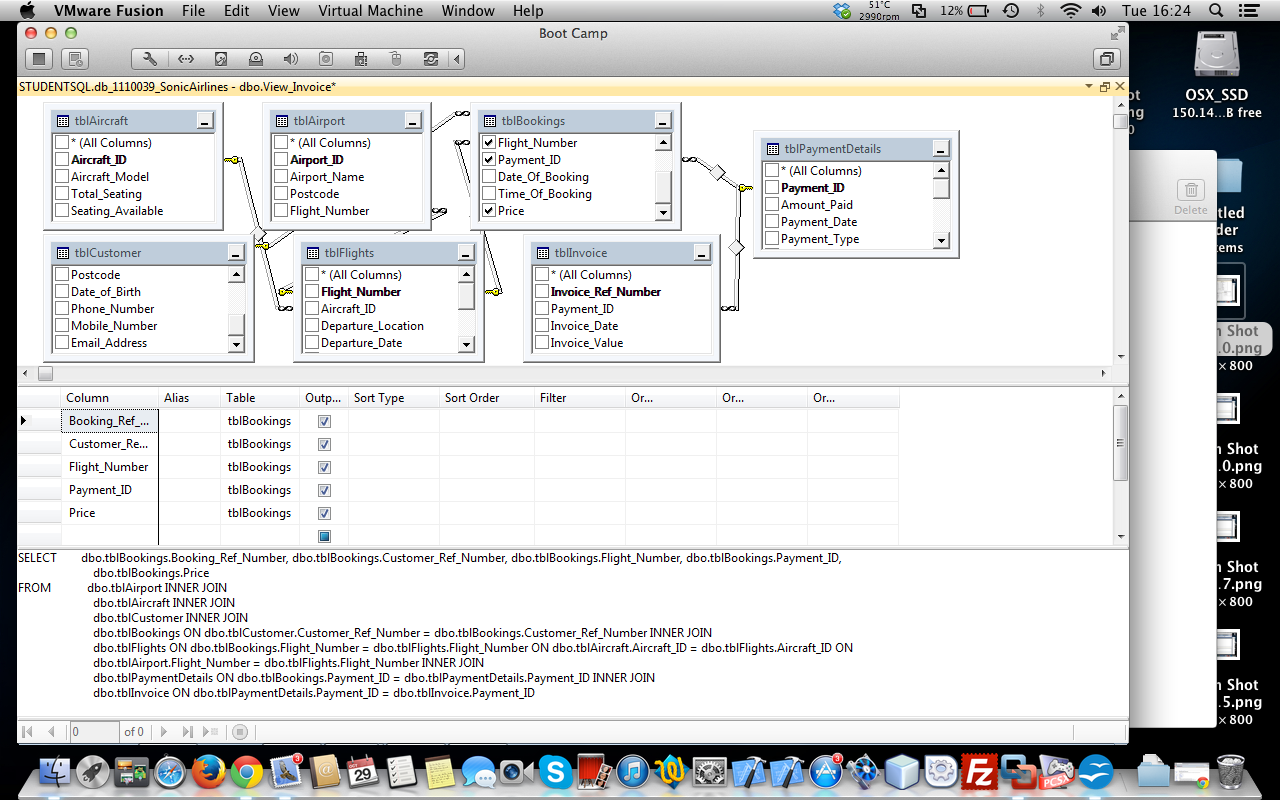 VMware Fusion File Edit View Virtual Machine Window Help 51°C 2990rpm 12% Tue 16:24
Boot Camp
STUDENTSQL.db_1110039_SonicAirlines - dbo.View_Invoice*
tblAircraft
* (All Columns)
Aircraft_ID
Aircraft_Model
Total_Seating
Seating_Available
tblAirport
* (All Columns)
Airport_ID
Airport_Name
Postcode
Flight_Number
tblBookings
Flight_Number
Payment_ID
Date_Of_Booking
Time_Of_Booking
Price
tblPaymentDetails
* (All Columns)
Payment_ID
Amount_Paid
Payment_Date
Payment_Type
tblCustomer
Postcode
Date_of_Birth
Phone_Number
Mobile_Number
Email_Address
tblFlights
* (All Columns)
Flight_Number
Aircraft_ID
Departure_Location
Departure_Date
tblInvoice
* (All Columns)
Invoice_Ref_Number
Payment_ID
Invoice_Date
Invoice_Value
Column Alias Table Outp... Sort Type Sort Order Filter Or... Or... Or...
Booking_Ref_... tblBookings
Customer_Re... tblBookings
Flight_Number tblBookings
Payment_ID tblBookings
Price tblBookings
SELECT dbo.tblBookings.Booking_Ref_Number, dbo.tblBookings.Customer_Ref_Number, dbo.tblBookings.Flight_Number, dbo.tblBookings.Payment_ID,
dbo.tblBookings.Price
FROM dbo.tblAirport INNER JOIN
dbo.tblAircraft INNER JOIN
dbo.tblCustomer INNER JOIN
dbo.tblBookings ON dbo.tblCustomer.Customer_Ref_Number = dbo.tblBookings.Customer_Ref_Number INNER JOIN
dbo.tblFlights ON dbo.tblBookings.Flight_Number = dbo.tblFlights.Flight_Number ON dbo.tblAircraft.Aircraft_ID = dbo.tblFlights.Aircraft_ID ON
dbo.tblAirport.Flight_Number = dbo.tblFlights.Flight_Number INNER JOIN
dbo.tblPaymentDetails ON dbo.tblBookings.Payment_ID = dbo.tblPaymentDetails.Payment_ID INNER JOIN
dbo.tblInvoice ON dbo.tblPaymentDetails.Payment_ID = dbo.tblInvoice.Payment_ID
0 of 0
OSX_SSD
150.14...B free
ot
ng
0
Delete
tled
der
ems
n Shot
.0.png
× 800
n Shot
.0.png
× 800
n Shot
.7.png
× 800
n Shot
.5.png
× 800
3
OCT
29
3
Fz
PCSX